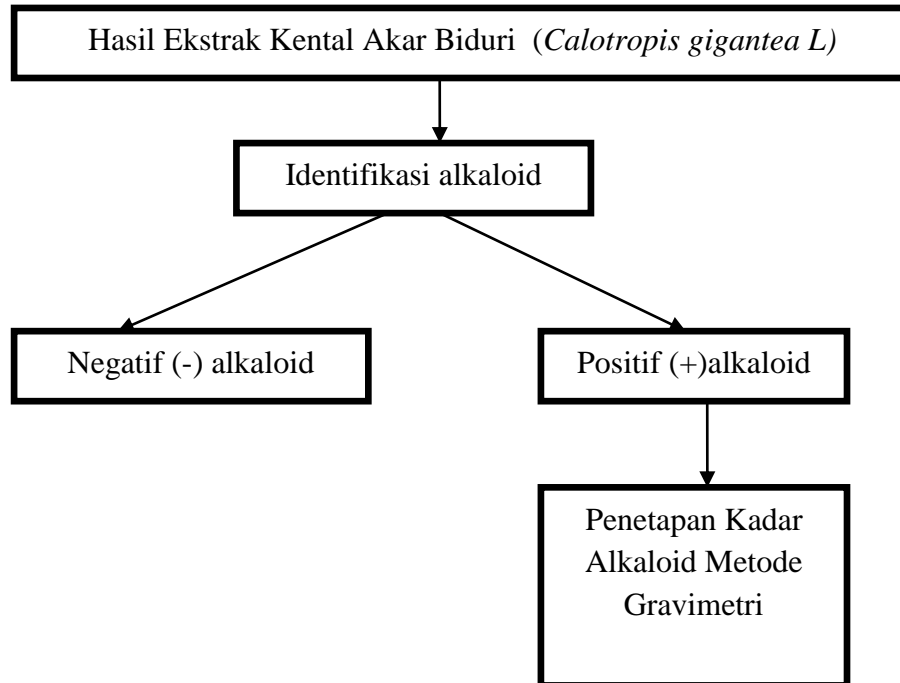 Hasil Ekstrak Kental Akar Biduri (Calotropis gigantea L)
Identifikasi alkaloid
Negatif (-) alkaloid
Positif (+)alkaloid
Penetapan Kadar
Alkaloid Metode
Gravimetri